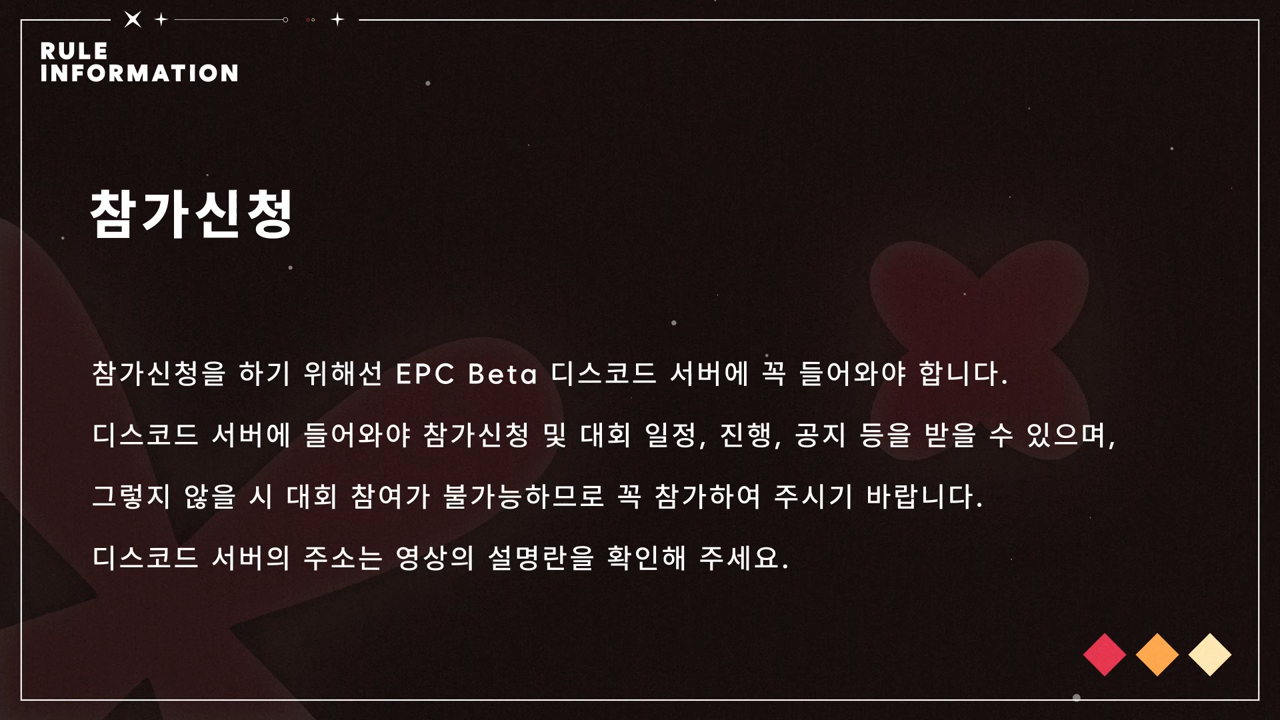 RULE
INFORMATION
참가신청
참가신청을 하기 위해선 EPC Beta 디스코드 서버에 꼭 들어와야 합니다.
디스코드 서버에 들어와야 참가신청 및 대회 일정, 진행, 공지 등을 받을 수 있으며,
그렇지 않을 시 대회 참여가 불가능하므로 꼭 참가하여 주시기 바랍니다.
디스코드 서버의 주소는 영상의 설명란을 확인해 주세요.